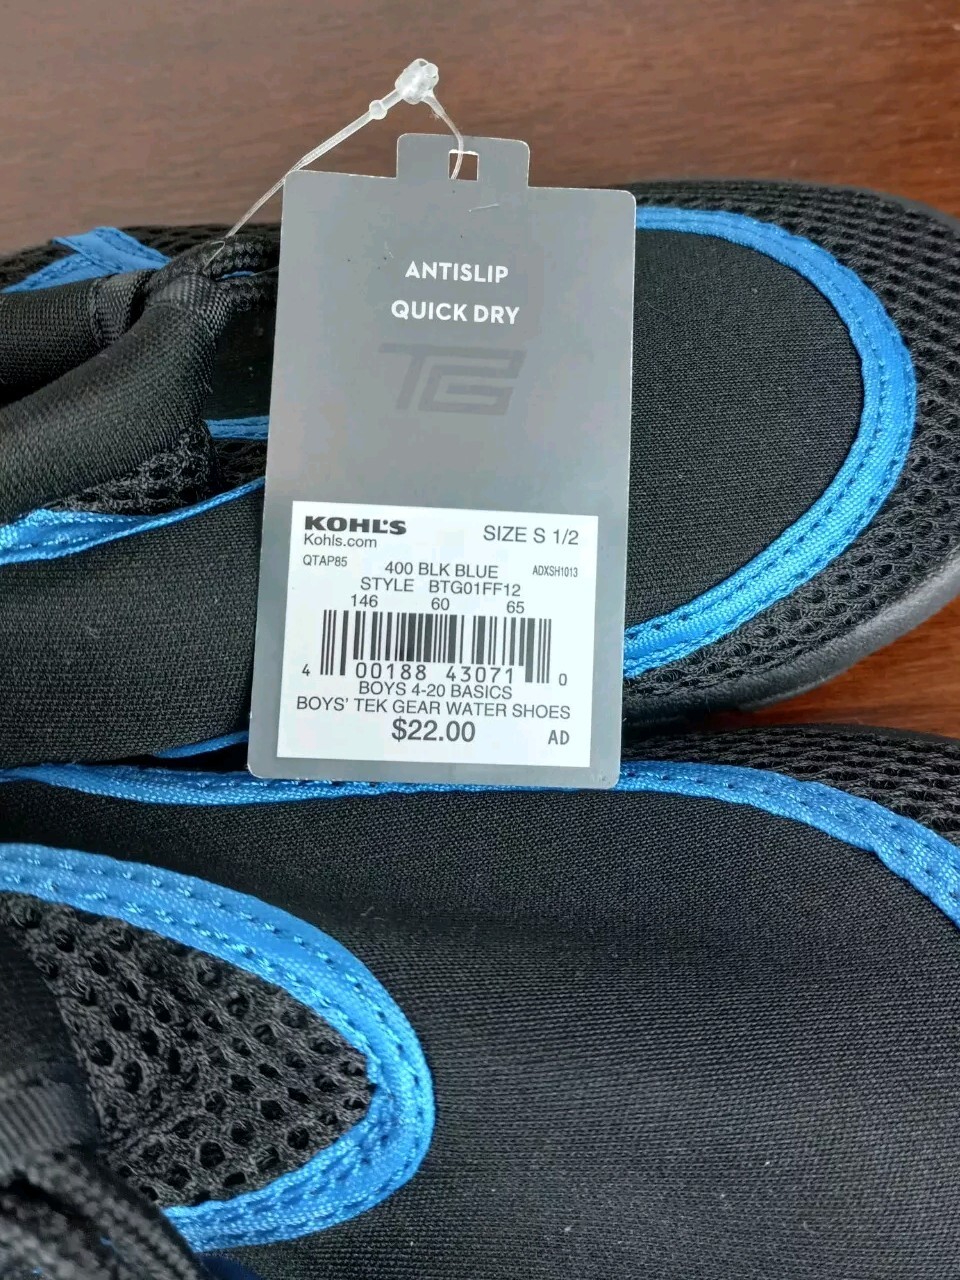 ANTISLIP
QUICK DRY
TG
KOHL'S
SIZE S 1/2
Kohls.com
QTAP85
400 BLK BLUE
ADXSH1013
STYLE BTG01FF12
146 60 65
4 00188 43071 0
BOYS 4-20 BASICS
BOYS' TEK GEAR WATER SHOES
$22.00 AD